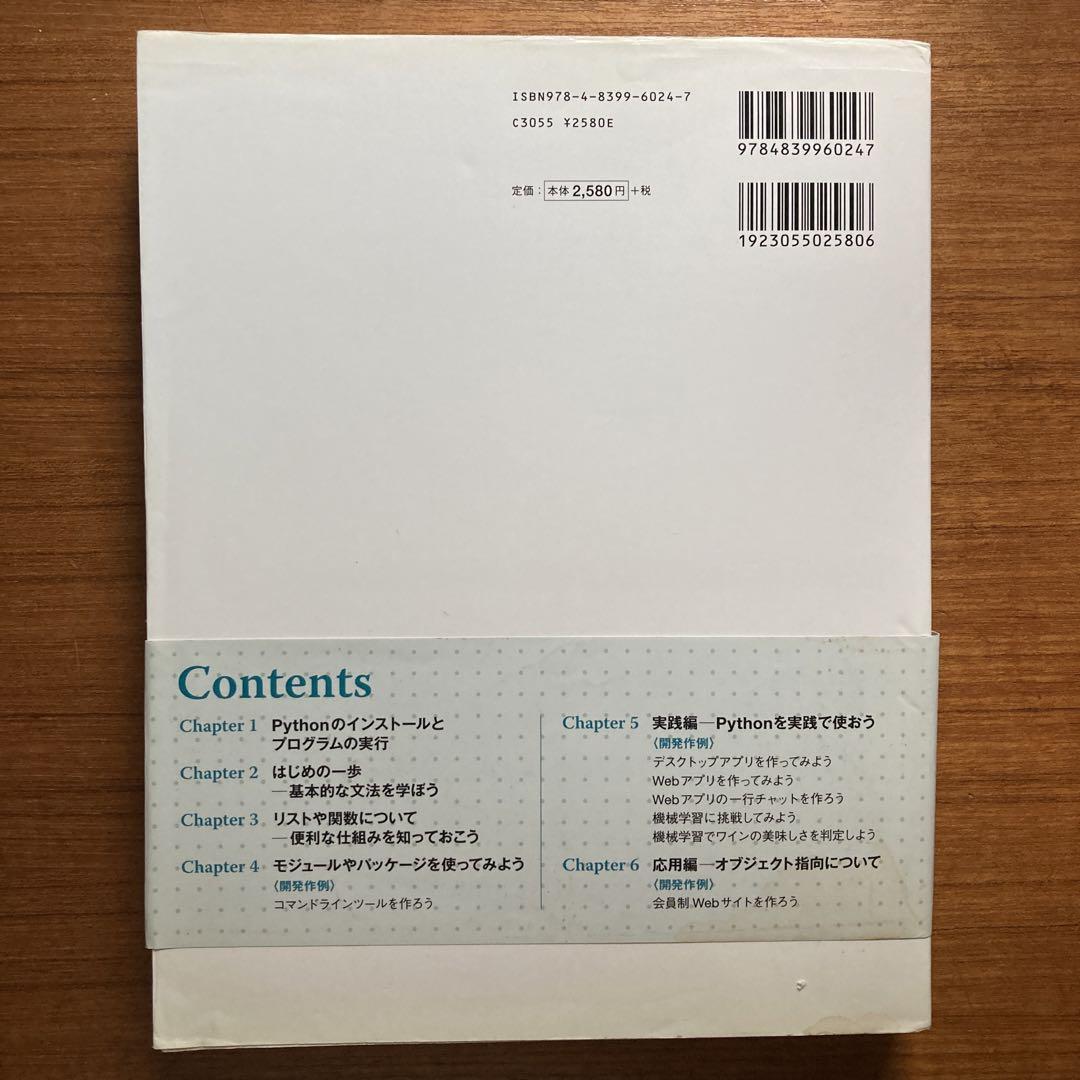 ISBN978-4-8399-6024-7
C3055 ¥2580E
9784839960247
定価：本体2,580円+税
1923055025806
Contents
Chapter 1 Pythonのインストールと
プログラムの実行
Chapter 2 はじめの一歩
―基本的な文法を学ぼう
Chapter 3 リストや関数について
―便利な仕組みを知っておこう
Chapter 4 モジュールやパッケージを使ってみよう
〈開発作例〉
コマンドラインツールを作ろう
Chapter 5 実践編―Pythonを実践で使おう
〈開発作例〉
デスクトップアプリを作ってみよう
Webアプリを作ってみよう
Webアプリの一行チャットを作ろう
機械学習に挑戦してみよう
機械学習でワインの美味しさを判定しよう
Chapter 6 応用編―オブジェクト指向について
〈開発作例〉
会員制Webサイトを作ろう